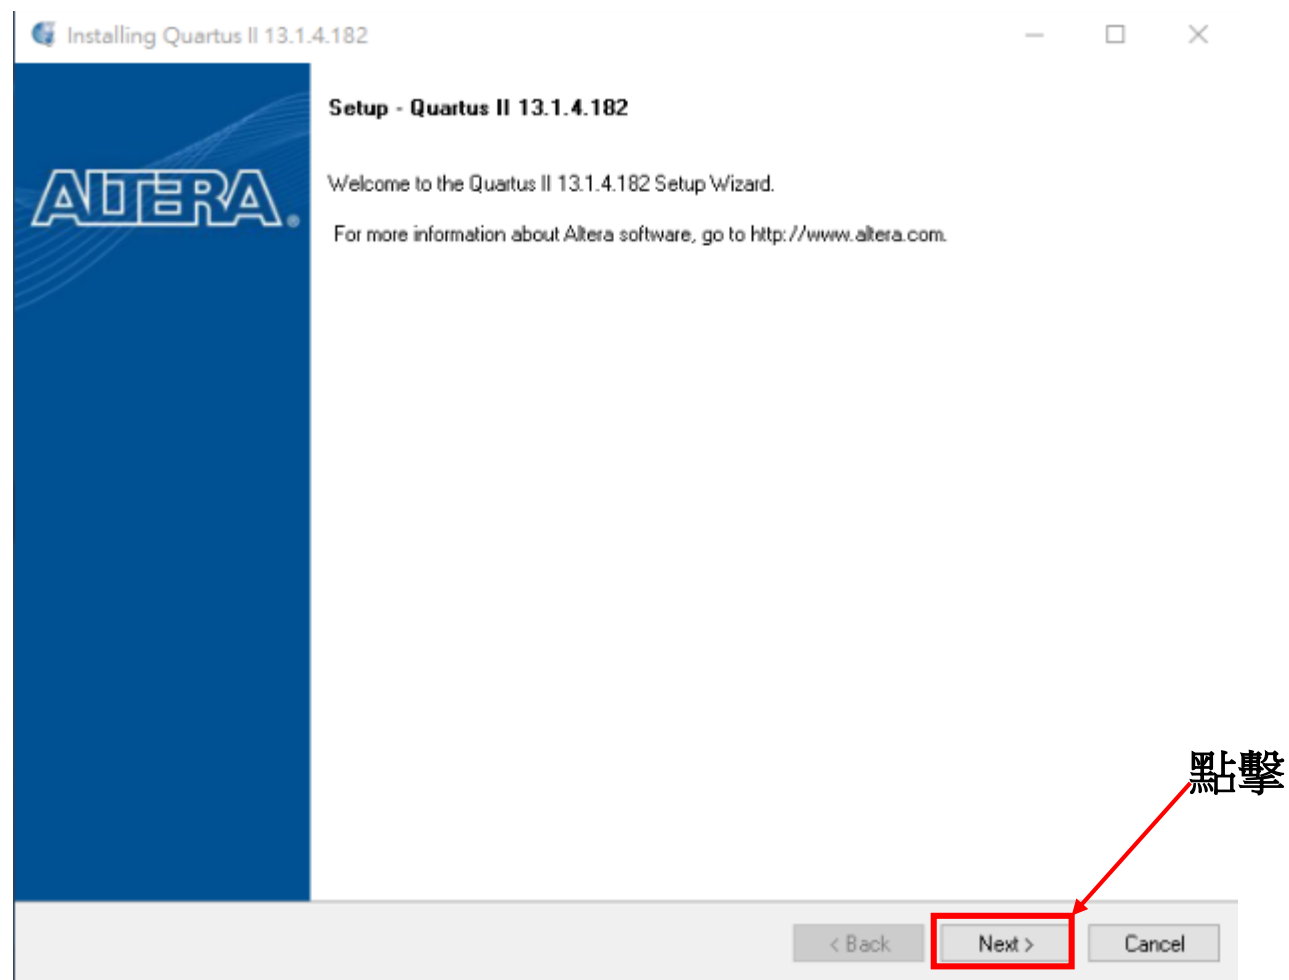 Installing Quartus II 13.1.4.182
Setup - Quartus II 13.1.4.182
ALTERA®
Welcome to the Quartus II 13.1.4.182 Setup Wizard.
For more information about Altera software, go to http://www.altera.com.
點擊
< Back
Next >
Cancel